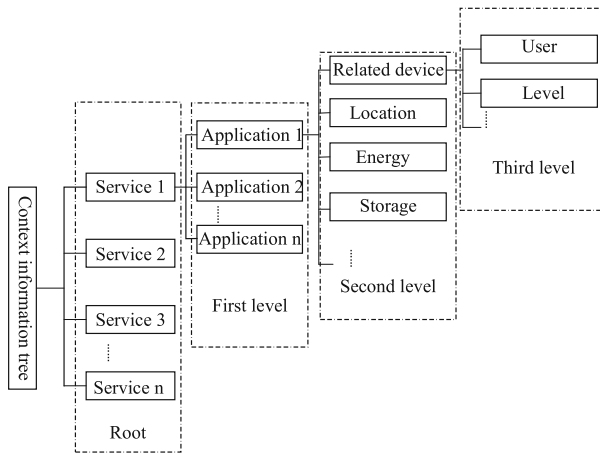 Context information tree
Service 1
Service 2
Service 3
Service n
Root
Application 1
Application 2
Application n
First level
Related device
Location
Energy
Storage
Second level
User
Level
Third level